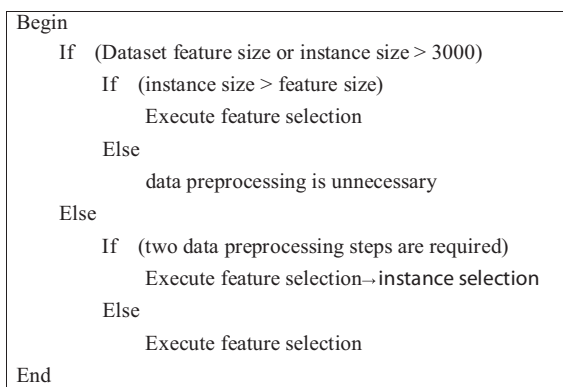 Begin
If (Dataset feature size or instance size > 3000)
If (instance size > feature size)
Execute feature selection
Else
data preprocessing is unnecessary
Else
If (two data preprocessing steps are required)
Execute feature selection→instance selection
Else
Execute feature selection
End